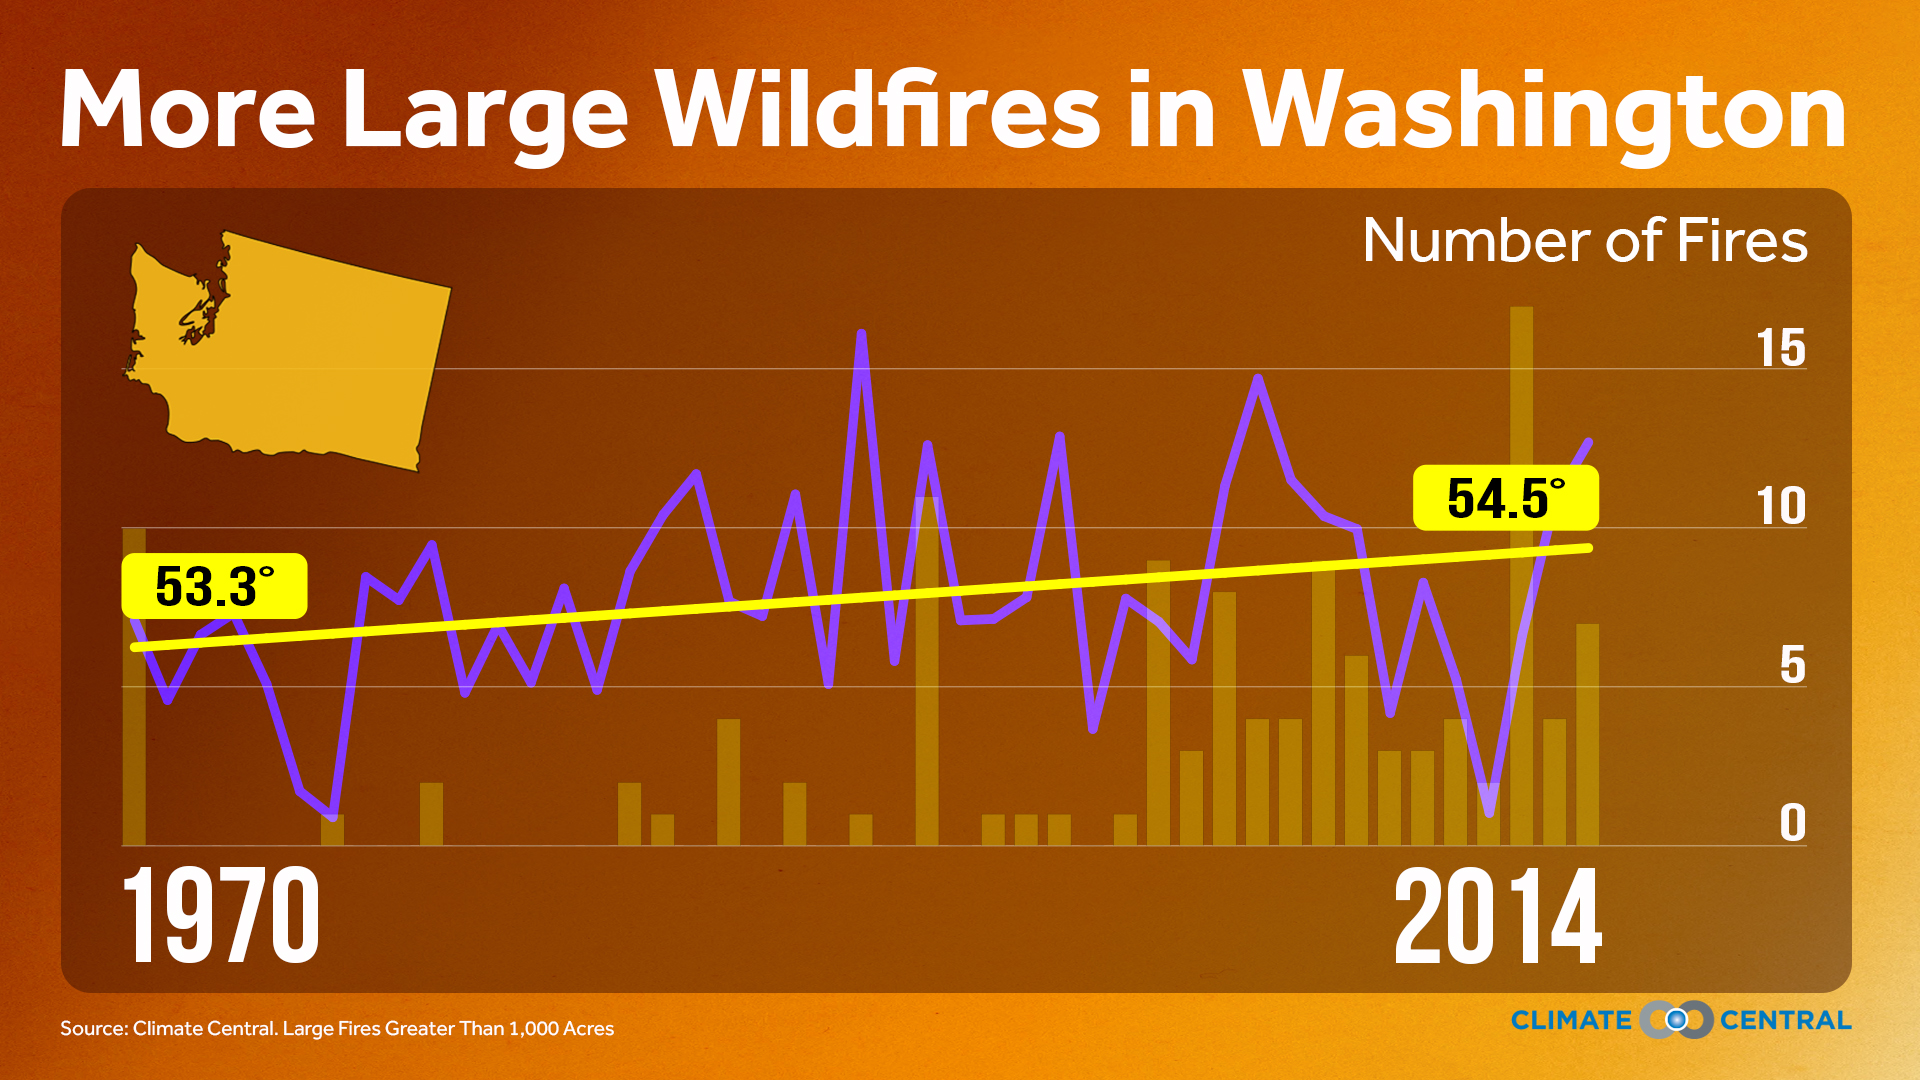 More Large Wildfires in Washington
Number of Fires
15
10
5
0
53.3°
54.5°
1970
2014
Source: Climate Central. Large Fires Greater Than 1,000 Acres
CLIMATE CENTRAL